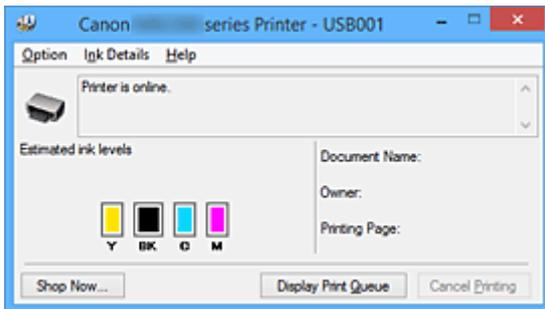 Canon series Printer - USB001
Option Ink Details Help
Printer is online.
Estimated ink levels
Document Name:
Owner:
Printing Page:
Y BK C M
Shop Now... Display Print Queue Cancel Printing